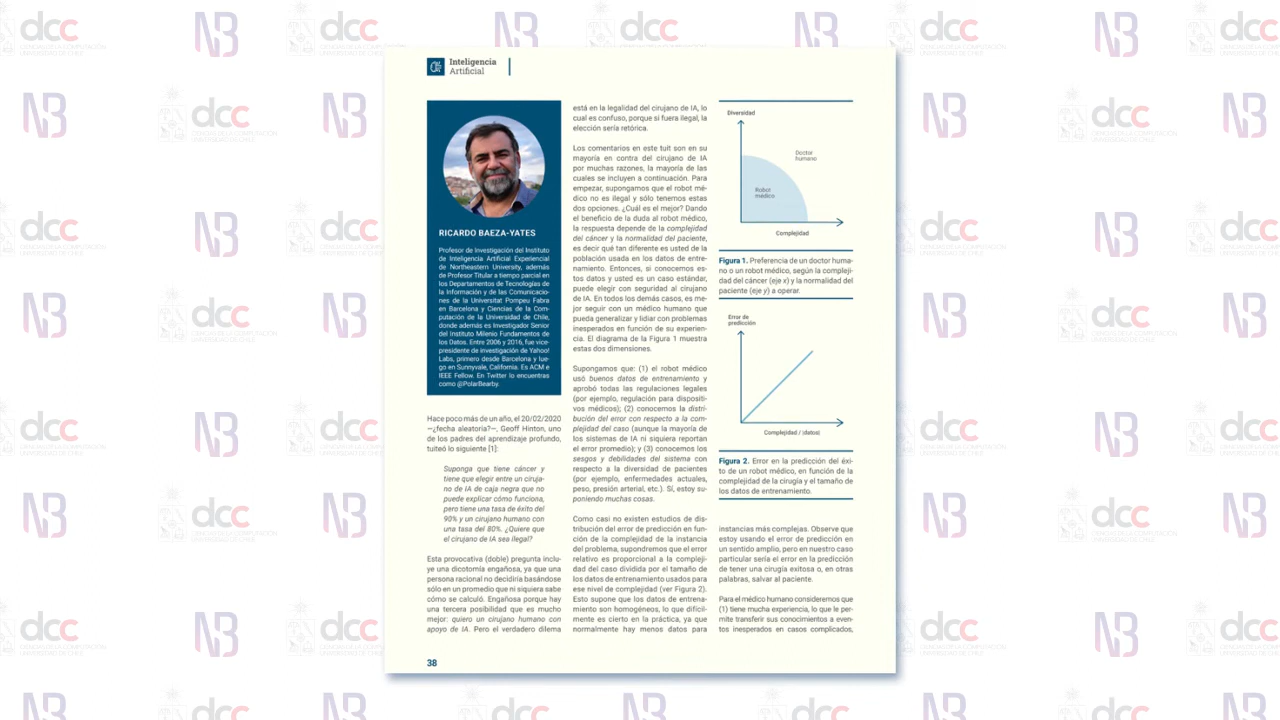 Inteligencia
Artificial
RICARDO BAEZA-YATES
Profesor de Investigación del Instituto
de Inteligencia Artificial Experiencial
de Northeastern University, además
de Profesor Titular a tiempo parcial en
los Departamentos de Tecnologías de
la Información y de las Comunicacio-
nes de la Universitat Pompeu Fabra
en Barcelona y Ciencias de la Com-
putación de la Universidad de Chile,
donde además es Investigador Senior
del Instituto Milenio Fundamentos de
los Datos. Entre 2006 y 2016, fue vice-
presidente de investigación de Yahoo!
Labs, primero desde Barcelona y lue-
go en Sunnyvale, California. Es ACM e
IEEE Fellow. En Twitter lo encuentras
como @PolarBearby.
Hace poco más de un año, el 20/02/2020
—¿fecha aleatoria?—, Geoff Hinton, uno
de los padres del aprendizaje profundo,
tuiteó lo siguiente [1]:
Suponga que tiene cáncer y
tiene que elegir entre un ciruja-
no de IA de caja negra que no
puede explicar cómo funciona,
pero tiene una tasa de éxito del
90% y un cirujano humano con
una tasa del 80%. ¿Quiere que
el cirujano de IA sea ilegal?
Esta provocativa (doble) pregunta inclu-
ye una dicotomía engañosa, ya que una
persona racional no decidiría basándose
sólo en un promedio que ni siquiera sabe
cómo se calculó. Engañosa porque hay
una tercera posibilidad que es mucho
mejor: quiero un cirujano humano con
apoyo de IA. Pero el verdadero dilema
está en la legalidad del cirujano de IA, lo
cual es confuso, porque si fuera ilegal, la
elección sería retórica.
Los comentarios en este tuit son en su
mayoría en contra del cirujano de IA
por muchas razones, la mayoría de las
cuales se incluyen a continuación. Para
empezar, supongamos que el robot mé-
dico no es ilegal y sólo tenemos estas
dos opciones. ¿Cuál es el mejor? Dando
el beneficio de la duda al robot médico,
la respuesta depende de la complejidad
del cáncer y la normalidad del paciente,
es decir qué tan diferente es usted de la
población usada en los datos de entre-
namiento. Entonces, si conocemos es-
tos datos y usted es un caso estándar,
puede elegir con seguridad al cirujano
de IA. En todos los demás casos, es me-
jor seguir con un médico humano que
pueda generalizar y lidiar con problemas
inesperados en función de su experien-
cia. El diagrama de la Figura 1 muestra
estas dos dimensiones.
Supongamos que: (1) el robot médico
usó buenos datos de entrenamiento y
aprobó todas las regulaciones legales
(por ejemplo, regulación para dispositi-
vos médicos); (2) conocemos la distri-
bución del error con respecto a la com-
plejidad del caso (aunque la mayoría de
los sistemas de IA ni siquiera reportan
el error promedio); y (3) conocemos los
sesgos y debilidades del sistema con
respecto a la diversidad de pacientes
(por ejemplo, enfermedades actuales,
peso, presión arterial, etc.). Sí, estoy su-
poniendo muchas cosas.
Como casi no existen estudios de dis-
tribución del error de predicción en fun-
ción de la complejidad de la instancia
del problema, supondremos que el error
relativo es proporcional a la compleji-
dad del caso dividida por el tamaño de
los datos de entrenamiento usados para
ese nivel de complejidad (ver Figura 2).
Esto supone que los datos de entrena-
miento son homogéneos, lo que difícil-
mente es cierto en la práctica, ya que
normalmente hay menos datos para
Diversidad
Doctor
humano
Robot
médico
Complejidad
Figura 1. Preferencia de un doctor huma-
no o un robot médico, según la compleji-
dad del cáncer (eje x) y la normalidad del
paciente (eje y) a operar.
Error de
predicción
Complejidad / |datos|
Figura 2. Error en la predicción del éxi-
to de un robot médico, en función de la
complejidad de la cirugía y el tamaño de
los datos de entrenamiento.
instancias más complejas. Observe que
estoy usando el error de predicción en
un sentido amplio, pero en nuestro caso
particular sería el error en la predicción
de tener una cirugía exitosa o, en otras
palabras, salvar al paciente.
Para el médico humano consideremos que
(1) tiene mucha experiencia, lo que le per-
mite transferir sus conocimientos a even-
tos inesperados en casos complicados,
38
dcc
CIENCIAS DE LA COMPUTACIÓN
UNIVERSIDAD DE CHILE